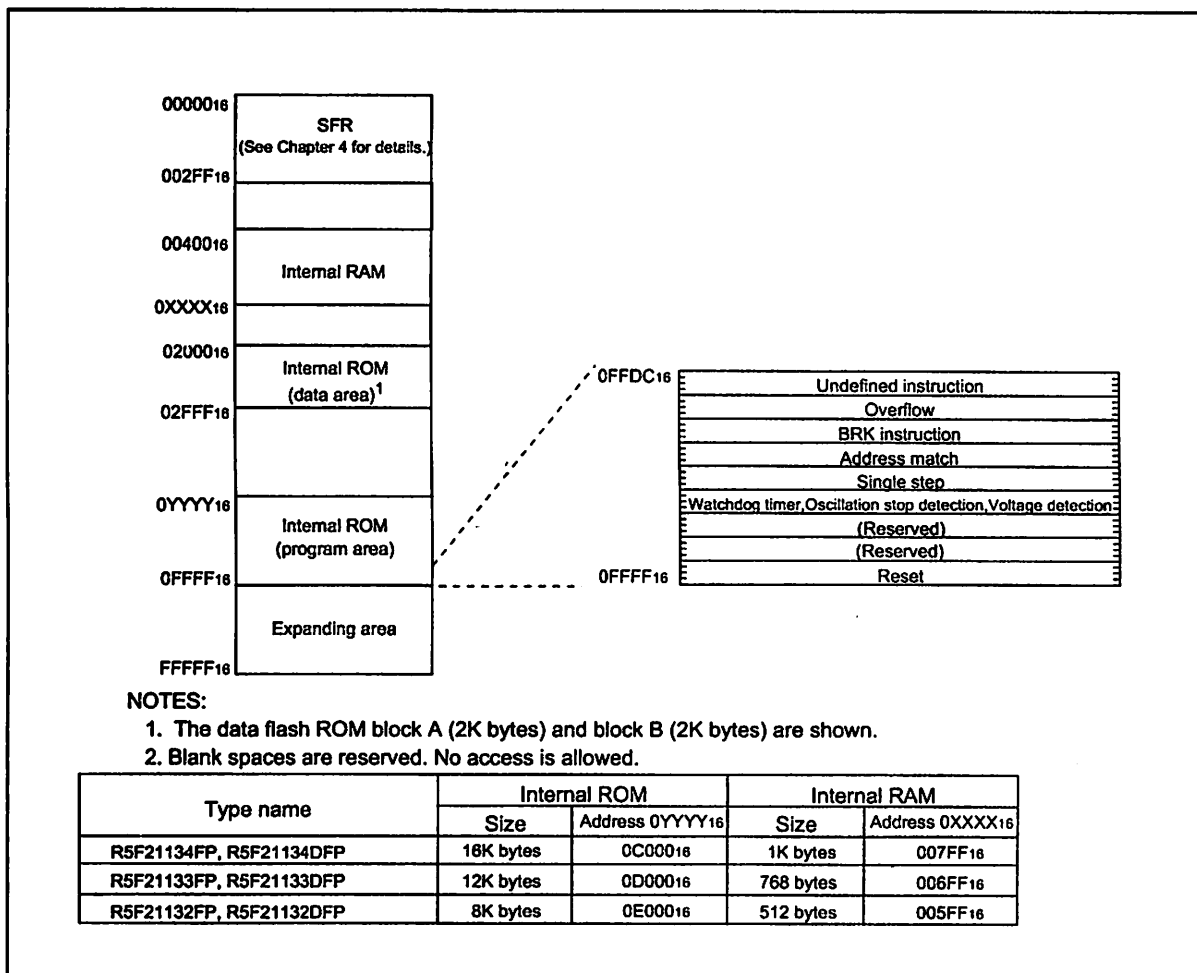 0000016
SFR
(See Chapter 4 for details.)
002FF16
0040016
Internal RAM
0XXXX16
0200016
Internal ROM
(data area)1
02FFF16
0YYYY16
Internal ROM
(program area)
0FFFF16
Expanding area
FFFFF16
0FFDC16
Undefined instruction
Overflow
BRK instruction
Address match
Single step
Watchdog timer,Oscillation stop detection,Voltage detection
(Reserved)
(Reserved)
Reset
0FFFF16
NOTES:
1. The data flash ROM block A (2K bytes) and block B (2K bytes) are shown.
2. Blank spaces are reserved. No access is allowed.
Type name Internal ROM Internal RAM
Size Address 0YYYY16 Size Address 0XXXX16
R5F21134FP, R5F21134DFP 16K bytes 0C00016 1K bytes 007FF16
R5F21133FP, R5F21133DFP 12K bytes 0D00016 768 bytes 006FF16
R5F21132FP, R5F21132DFP 8K bytes 0E00016 512 bytes 005FF16